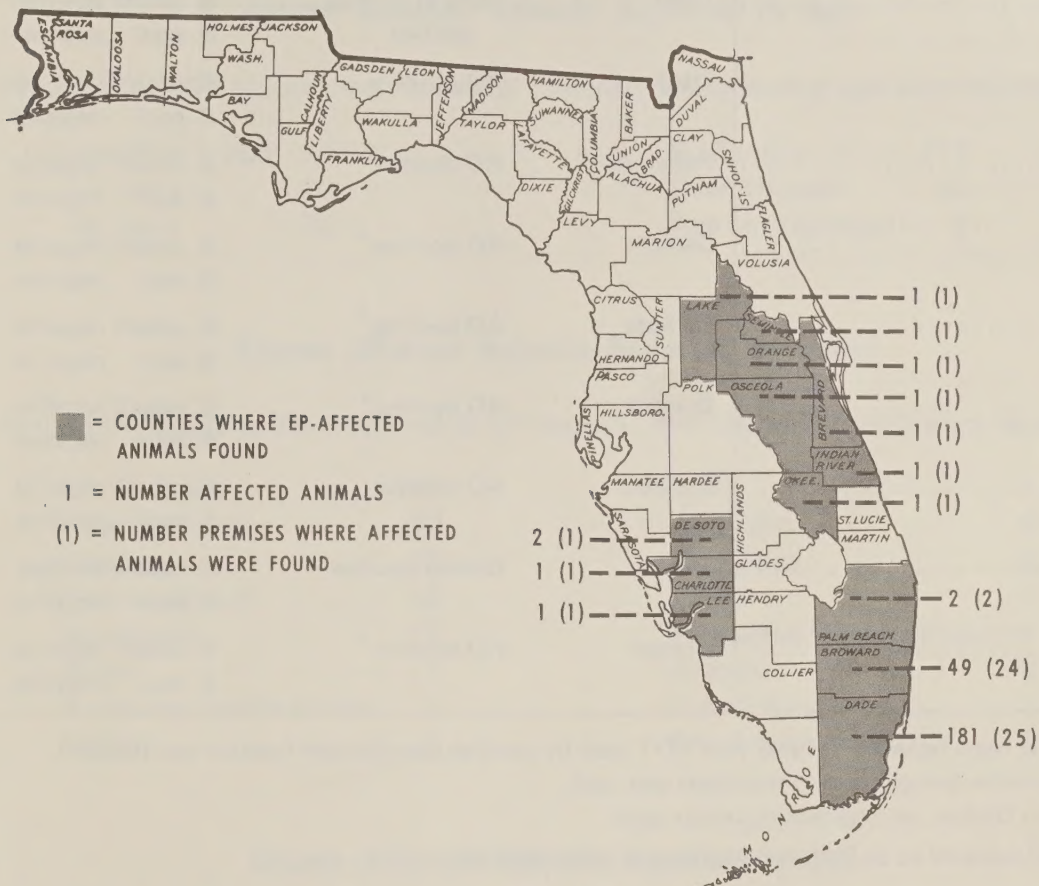 SANTA
ROSA
ESCAMBIA
OKALOOSA
WALTON
HOLMES
JACKSON
WASH.
BAY
CALHOUN
GULF
LIBERTY
GADSDEN
LEON
WAKULLA
FRANKLIN
JEFFERSON
MADISON
TAYLOR
HAMILTON
SUWANNEE
LAFAYETTE
COLUMBIA
BAKER
UNION
BRAD.
DIXIE
GILCHRIST
ALACHUA
LEVY
NASSAU
DUVAL
CLAY
ST. JOHNS
PUTNAM
FLAGLER
MARION
VOLUSIA
CITRUS
SUMTER
LAKE
1 (1)
SEMINOLE
1 (1)
ORANGE
1 (1)
HERNANDO
PASCO
POLK
OSCEOLA
1 (1)
BREVARD
1 (1)
PINELLAS
HILLSBORO.
INDIAN
RIVER
1 (1)
MANATEE
HARDEE
HIGHLANDS
OKEE.
1 (1)
ST. LUCIE
MARTIN
SARASOTA
DE SOTO
2 (1)
GLADES
CHARLOTTE
1 (1)
LEE
1 (1)
HENDRY
PALM BEACH
2 (2)
BROWARD
49 (24)
COLLIER
DADE
181 (25)
MONROE
= COUNTIES WHERE EP-AFFECTED
ANIMALS FOUND
1 = NUMBER AFFECTED ANIMALS
(1) = NUMBER PREMISES WHERE AFFECTED
ANIMALS WERE FOUND